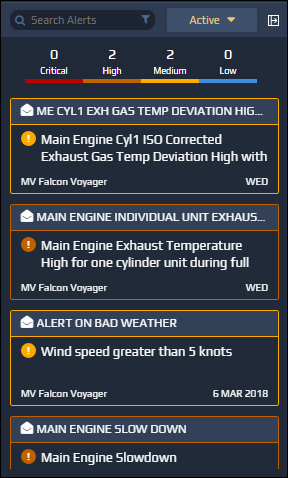 Search Alerts
Active
0 2 2 0
Critical High Medium Low
ME CYL1 EXH GAS TEMP DEVIATION HIG...
Main Engine Cyl1 ISO Corrected
Exhaust Gas Temp Deviation High with
MV Falcon Voyager WED
MAIN ENGINE INDIVIDUAL UNIT EXHAUS...
Main Engine Exhaust Temperature
High for one cylinder unit during full
MV Falcon Voyager WED
ALERT ON BAD WEATHER
Wind speed greater than 5 knots
MV Falcon Voyager 6 MAR 2018
MAIN ENGINE SLOW DOWN
Main Engine Slowdown